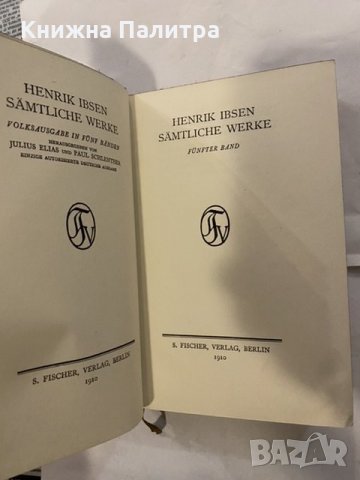 Книжна Палитра
HENRIK IBSEN
SÄMTLICHE WERKE
VOLKSAUSGABE IN FÜNF BÄNDEN
HERAUSGEGEBEN VON
JULIUS ELIAS UND PAUL SCHLENTHER
EINZIGE AUTORISIERTE DEUTSCHE AUSGABE
S. FISCHER, VERLAG, BERLIN
1910
HENRIK IBSEN
SÄMTLICHE WERKE
FÜNFTER BAND
S. FISCHER, VERLAG, BERLIN
1910
BAZAR